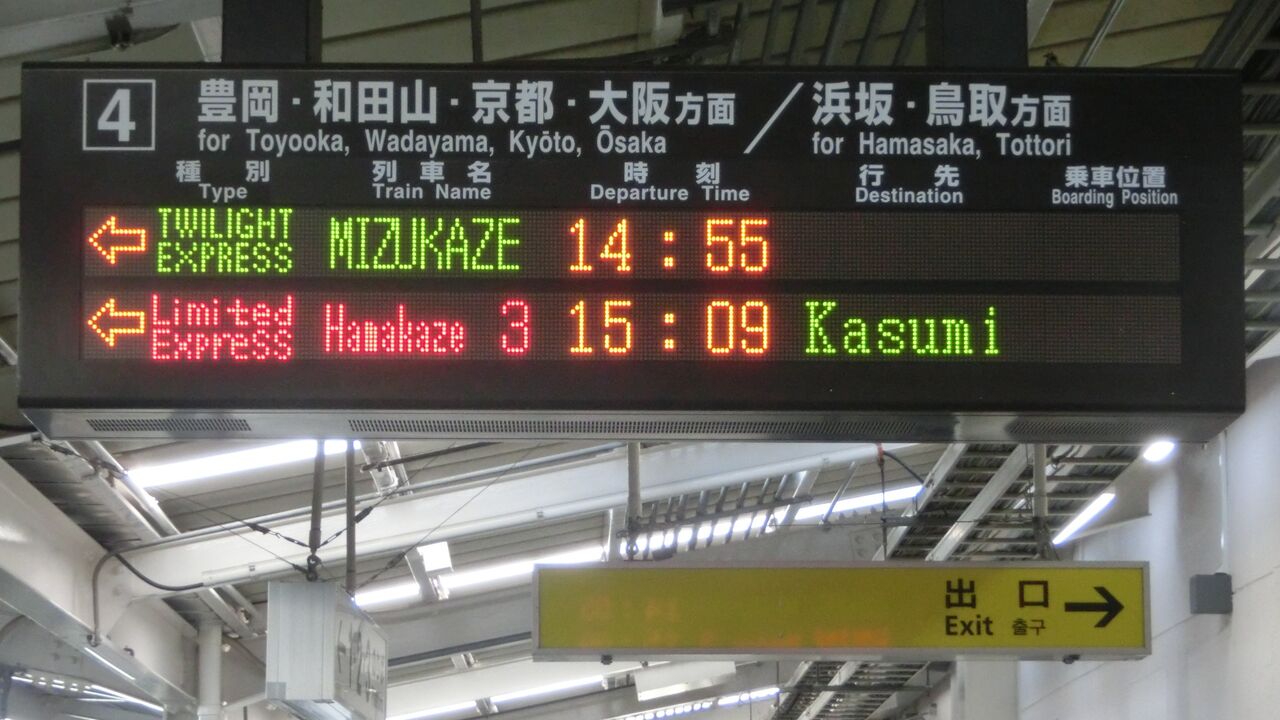 4 豊岡・和田山・京都・大阪方面／浜坂・鳥取方面
for Toyooka, Wadayama, Kyōto, Ōsaka for Hamasaka, Tottori
種別 列車名 時刻 行先 乗車位置
Type Train Name Departure Time Destination Boarding Position
TWILIGHT EXPRESS MIZUKAZE 14:55
Limited EXPRESS Hamakaze 3 15:09 Kasumi
出口
Exit 출구